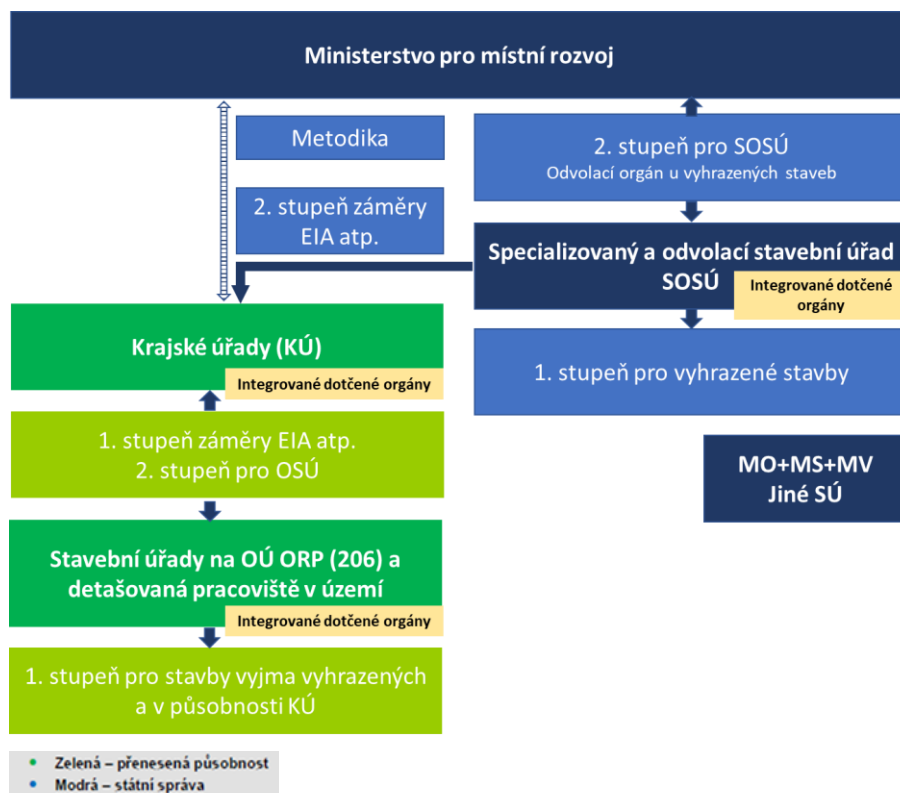 Ministerstvo pro místní rozvoj
Metodika
2. stupeň záměry
EIA atp.
2. stupeň pro SOSÚ
Odvolací orgán u vyhrazených staveb
Specializovaný a odvolací stavební úřad
SOSÚ
Integrované dotčené
orgány
1. stupeň pro vyhrazené stavby
Krajské úřady (KÚ)
Integrované dotčené orgány
1. stupeň záměry EIA atp.
2. stupeň pro OSÚ
MO+MS+MV
Jiné SÚ
Stavební úřady na OÚ ORP (206) a
detašovaná pracoviště v území
Integrované dotčené orgány
1. stupeň pro stavby vyjma vyhrazených
a v působnosti KÚ
• Zelená – přenesená působnost
• Modrá – státní správa